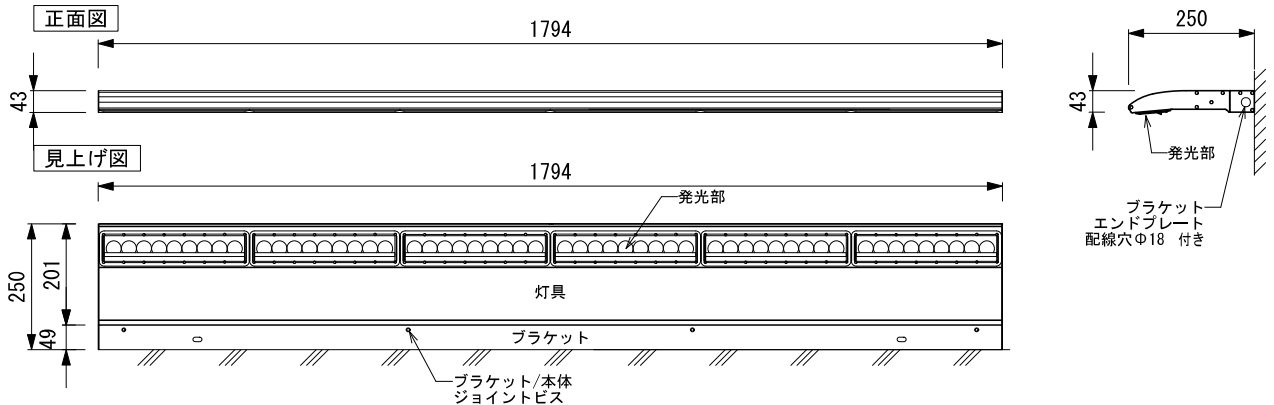 正面図
1794
43
見上げ図
1794
発光部
250
201
49
灯具
ブラケット
ブラケット/本体
ジョイントビス
250
43
発光部
ブラケット
エンドプレート
配線穴Φ18 付き